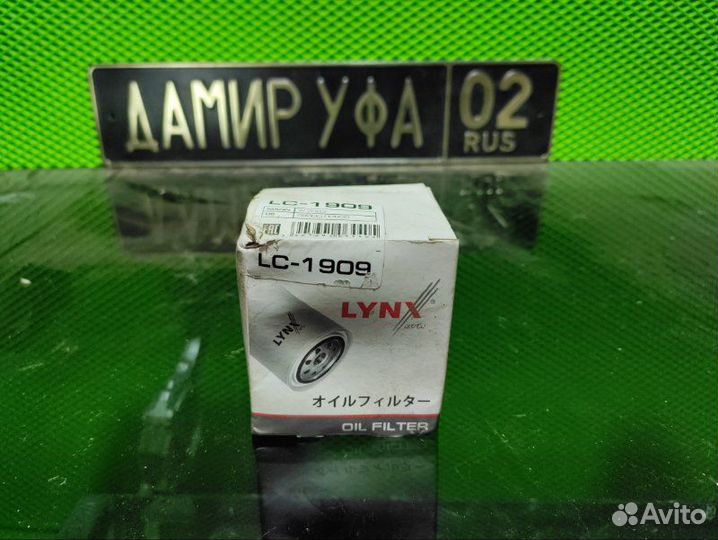 ДАМИР УФА 02
RUS
LC-1909
LC-1909
LYNX®
auto
LYNX
オイルフィルター
OIL FILTER
Avito